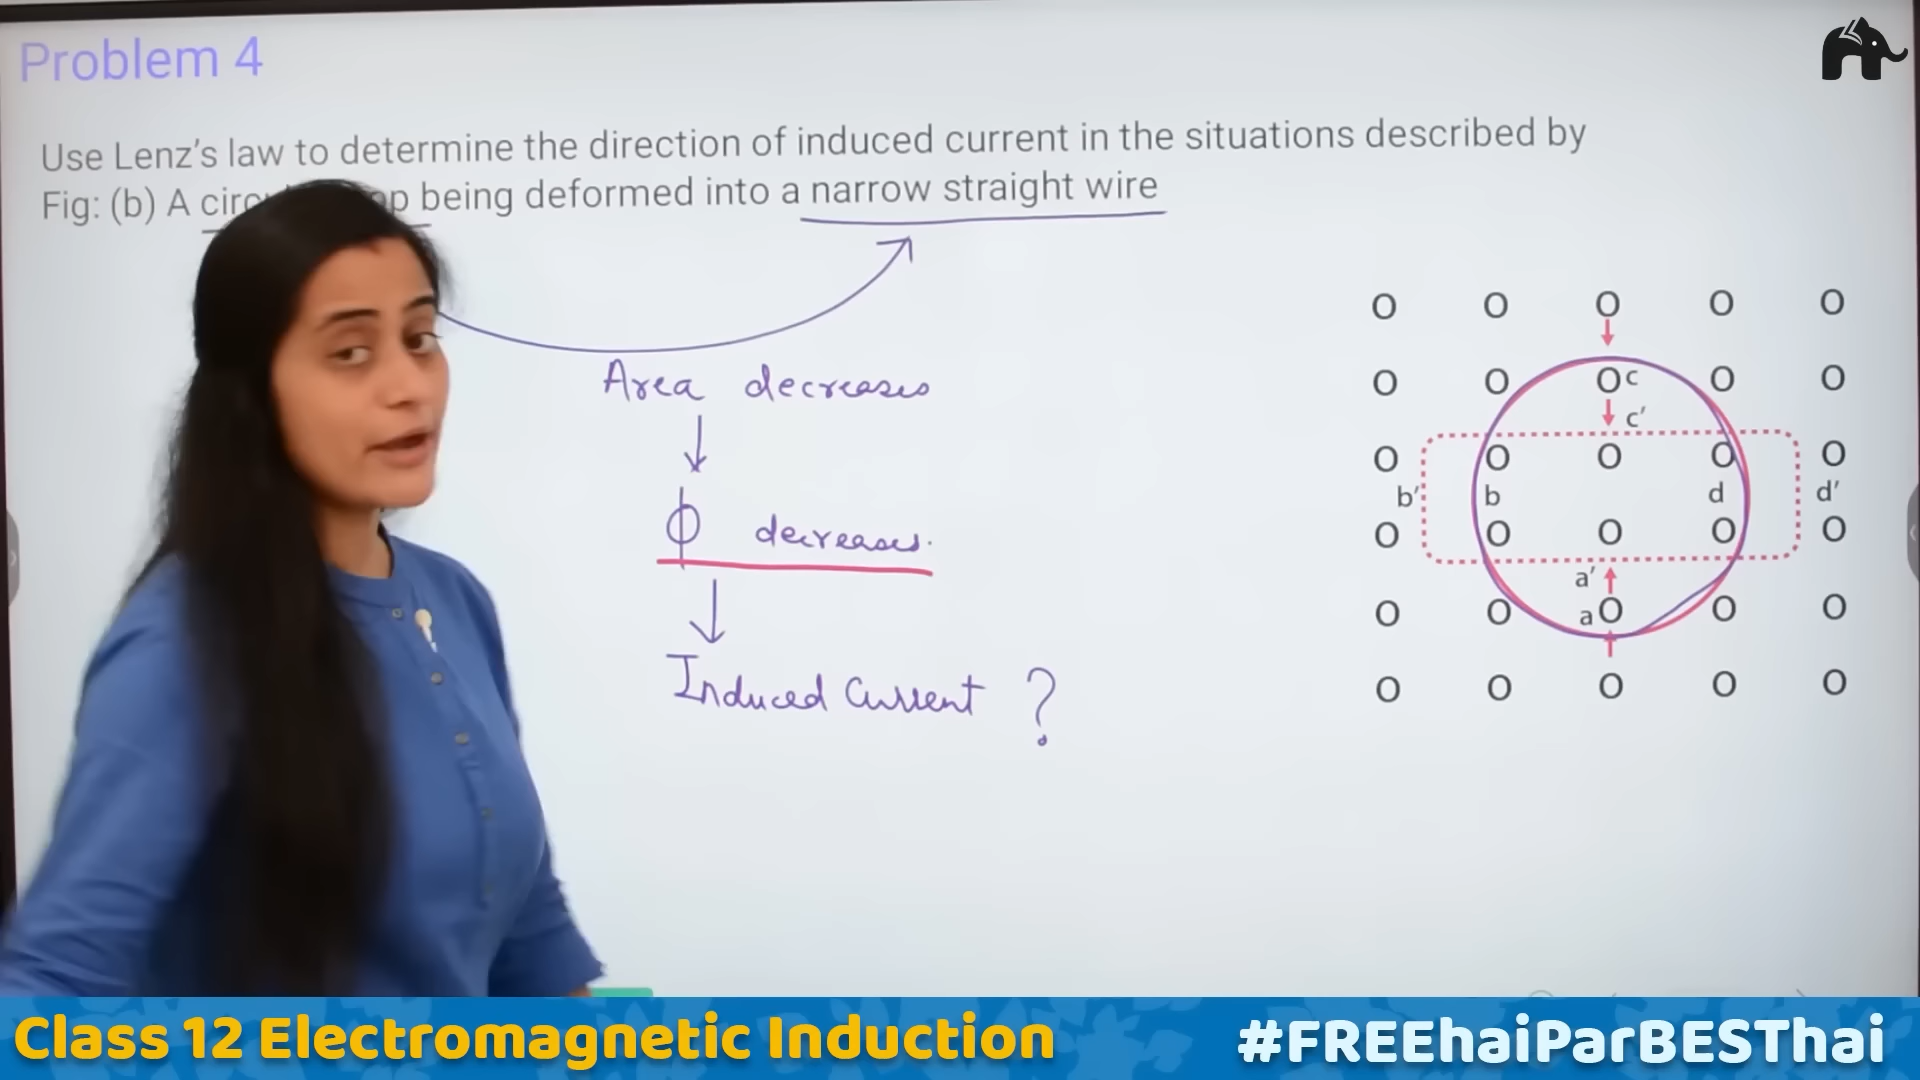 Problem 4
Use Lenz's law to determine the direction of induced current in the situations described by
Fig: (b) A being deformed into a narrow straight wire
Area decreases
ϕ decreases.
Induced Current ?
O O O O O
O O O c O O
c'
O O O O O
b' b d d'
O O O O O
a'
O O a O O O
O O O O O
Class 12 Electromagnetic Induction
#FREEhaiParBESThai